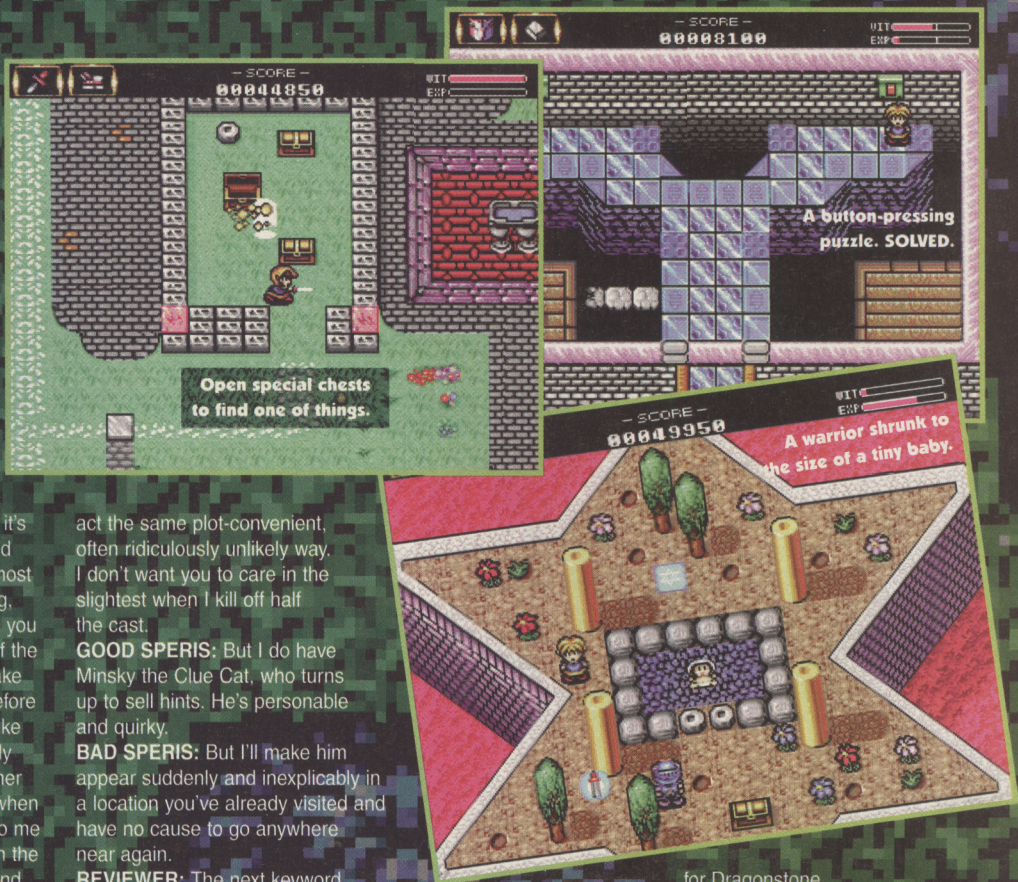 – SCORE –
00044850
VIT
EXP
Open special chests
to find one of things.
– SCORE –
00008100
VIT
EXP
A button-pressing
puzzle. SOLVED.
– SCORE –
00049950
VIT
EXP
A warrior shrunk to
the size of a tiny baby.
it's
you
act the same plot-convenient,
often ridiculously unlikely way.
I don't want you to care in the
slightest when I kill off half
the cast.
GOOD SPERIS: But I do have
Minsky the Clue Cat, who turns
up to sell hints. He's personable
and quirky.
BAD SPERIS: But I'll make him
appear suddenly and inexplicably in
a location you've already visited and
have no cause to go anywhere
near again.
REVIEWER: The next keyword
for Dragonstone